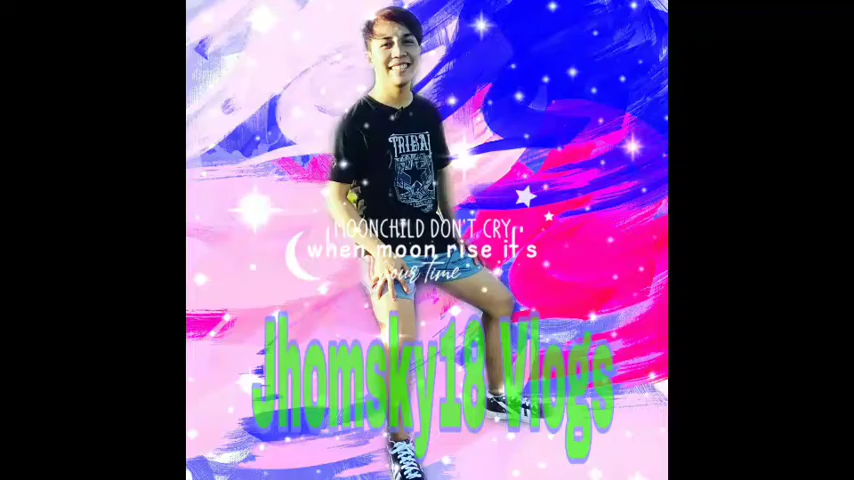 TRIBAL
MOONCHILD DON'T CRY
when moon rise it's
your time
Jhomsky18 Vlogs